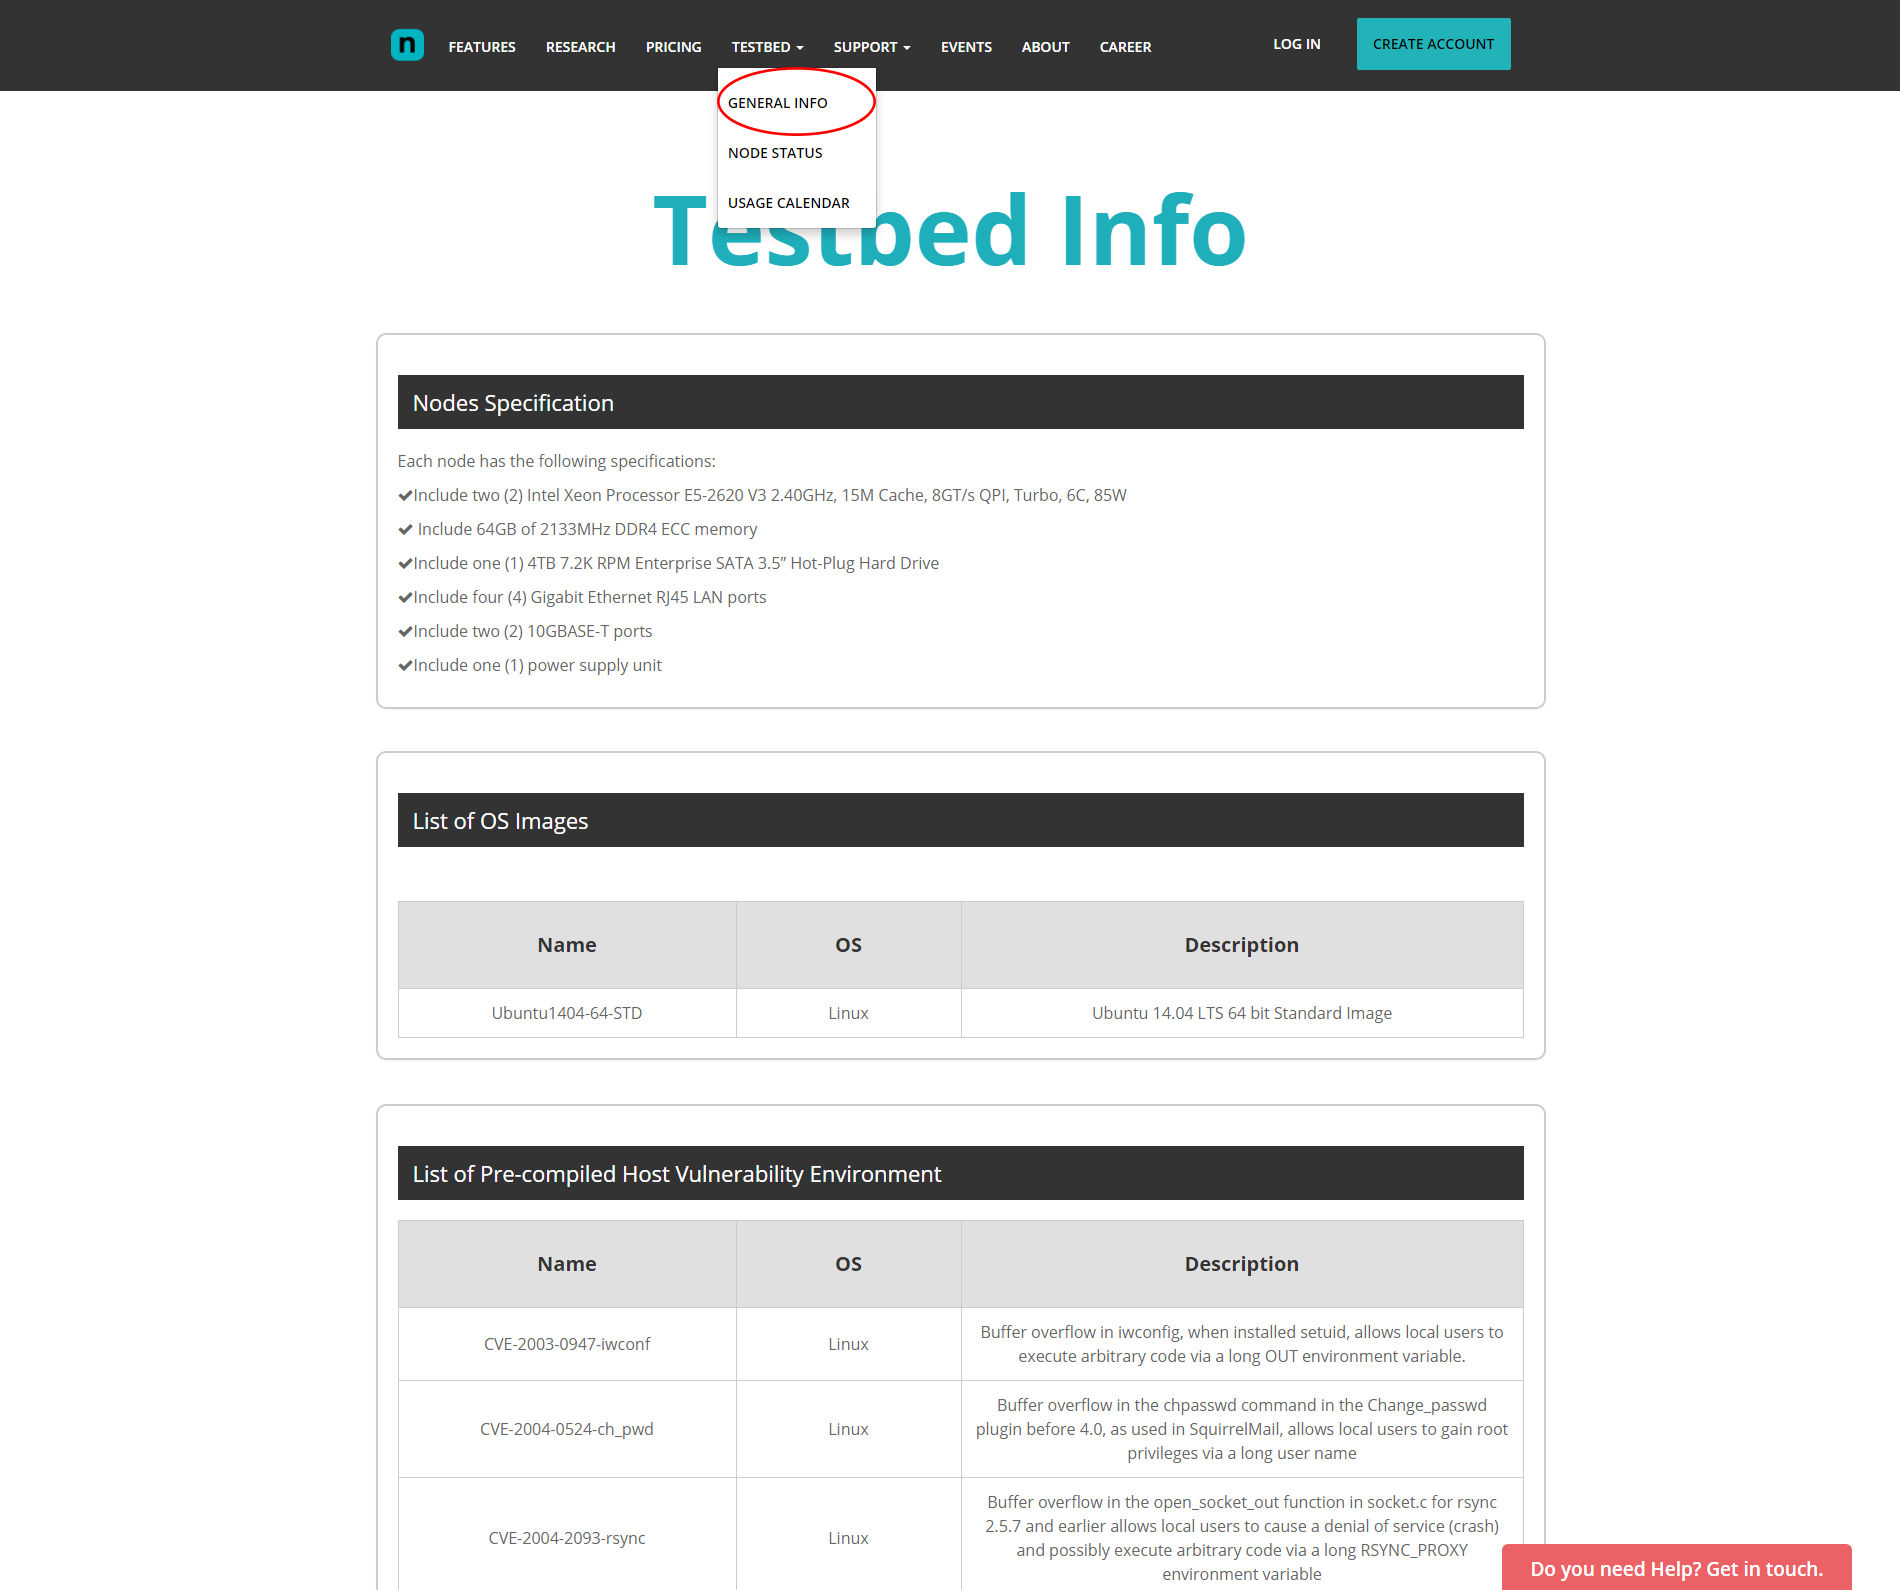 n FEATURES RESEARCH PRICING TESTBED SUPPORT EVENTS ABOUT CAREER LOG IN CREATE ACCOUNT
GENERAL INFO
NODE STATUS
USAGE CALENDAR
Testbed Info
Nodes Specification
Each node has the following specifications:
Include two (2) Intel Xeon Processor E5-2620 V3 2.40GHz, 15M Cache, 8GT/s QPI, Turbo, 6C, 85W
Include 64GB of 2133MHz DDR4 ECC memory
Include one (1) 4TB 7.2K RPM Enterprise SATA 3.5” Hot-Plug Hard Drive
Include four (4) Gigabit Ethernet RJ45 LAN ports
Include two (2) 10GBASE-T ports
Include one (1) power supply unit
List of OS Images
Name OS Description
Ubuntu1404-64-STD Linux Ubuntu 14.04 LTS 64 bit Standard Image
List of Pre-compiled Host Vulnerability Environment
Name OS Description
CVE-2003-0947-iwconf Linux Buffer overflow in iwconfig, when installed setuid, allows local users to
execute arbitrary code via a long OUT environment variable.
CVE-2004-0524-ch_pwd Linux Buffer overflow in the chpasswd command in the Change_passwd
plugin before 4.0, as used in SquirrelMail, allows local users to gain root
privileges via a long user name
CVE-2004-2093-rsync Linux Buffer overflow in the open_socket_out function in socket.c for rsync
2.5.7 and earlier allows local users to cause a denial of service (crash)
and possibly execute arbitrary code via a long RSYNC_PROXY
environment variable
Do you need Help? Get in touch.